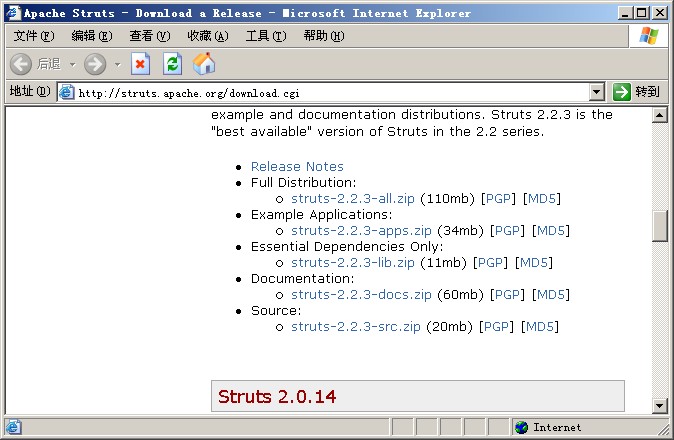 Apache Struts - Download a Release - Microsoft Internet Explorer
文件(F) 编辑(E) 查看(V) 收藏(A) 工具(T) 帮助(H)
后退
地址(D) http://struts.apache.org/download.cgi 转到
example and documentation distributions. Struts 2.2.3 is the
"best available" version of Struts in the 2.2 series.
Release Notes
Full Distribution:
struts-2.2.3-all.zip (110mb) [PGP] [MD5]
Example Applications:
struts-2.2.3-apps.zip (34mb) [PGP] [MD5]
Essential Dependencies Only:
struts-2.2.3-lib.zip (11mb) [PGP] [MD5]
Documentation:
struts-2.2.3-docs.zip (60mb) [PGP] [MD5]
Source:
struts-2.2.3-src.zip (20mb) [PGP] [MD5]
Struts 2.0.14
Internet